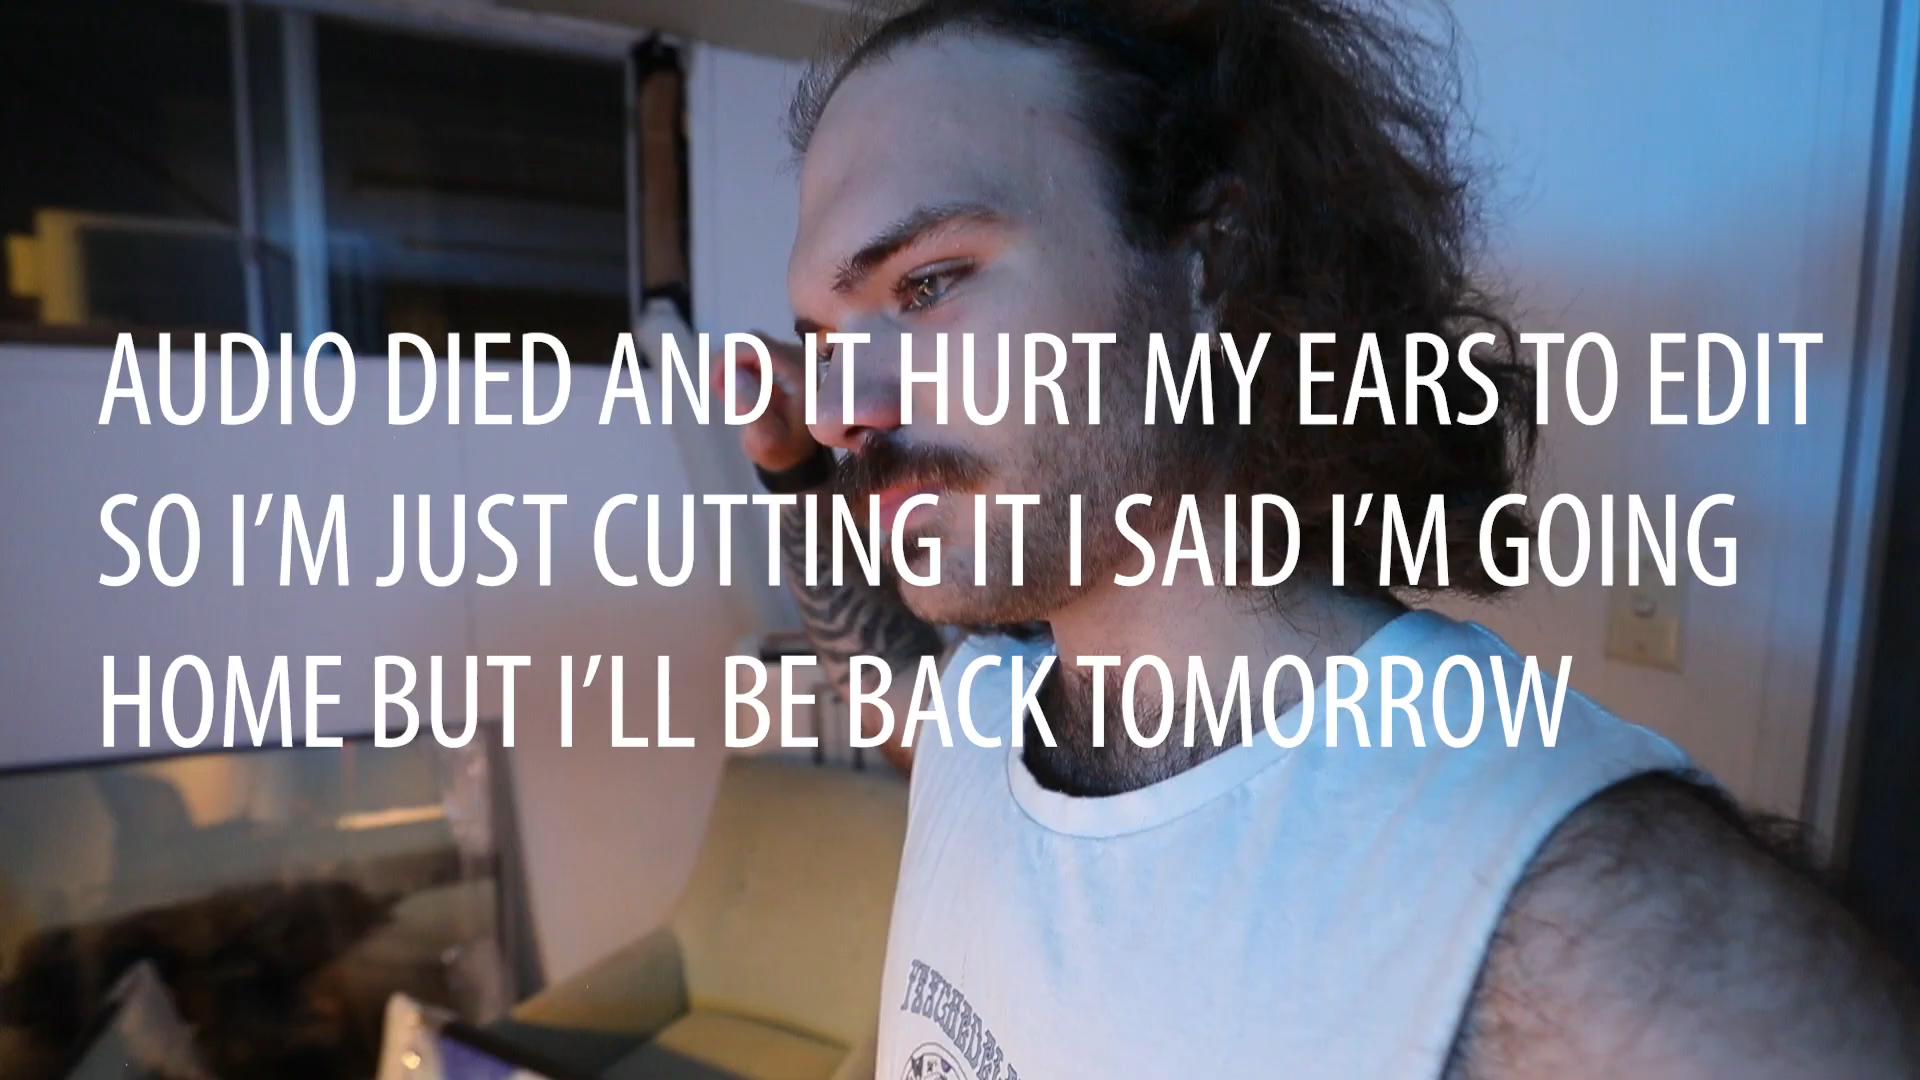 AUDIO DIED AND IT HURT MY EARS TO EDIT
SO I’M JUST CUTTING IT I SAID I’M GOING
HOME BUT I’LL BE BACK TOMORROW